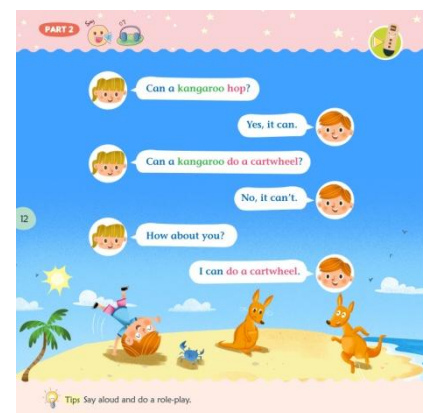 PART 2
Say
Can a kangaroo hop?
Yes, it can.
Can a kangaroo do a cartwheel?
No, it can't.
12
How about you?
I can do a cartwheel.
Tips Say aloud and do a role-play.